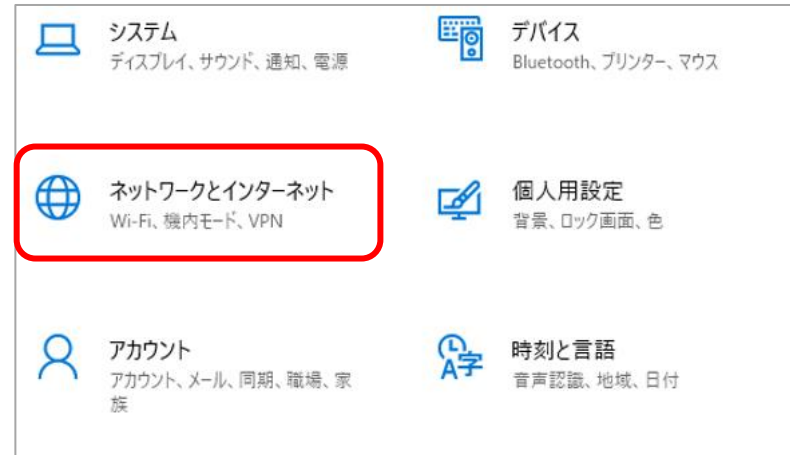 システム
ディスプレイ、サウンド、通知、電源
デバイス
Bluetooth、プリンター、マウス
ネットワークとインターネット
Wi-Fi、機内モード、VPN
個人用設定
背景、ロック画面、色
アカウント
アカウント、メール、同期、職場、家
族
時刻と言語
音声認識、地域、日付